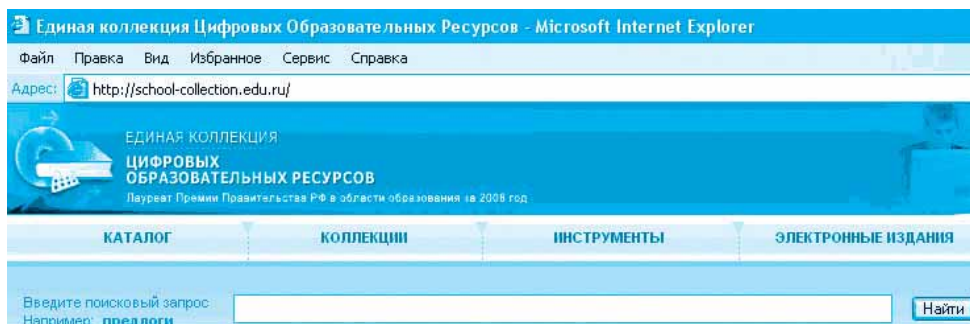 Единая коллекция Цифровых Образовательных Ресурсов - Microsoft Internet Explorer
Файл Правка Вид Избранное Сервис Справка
Адрес: http://school-collection.edu.ru/
ЕДИНАЯ КОЛЛЕКЦИЯ
ЦИФРОВЫХ
ОБРАЗОВАТЕЛЬНЫХ РЕСУРСОВ
Лауреат Премии Правительства РФ в области образования за 2008 год
КАТАЛОГ КОЛЛЕКЦИИ ИНСТРУМЕНТЫ ЭЛЕКТРОННЫЕ ИЗДАНИЯ
Введите поисковый запрос
Найти
Например: предлоги